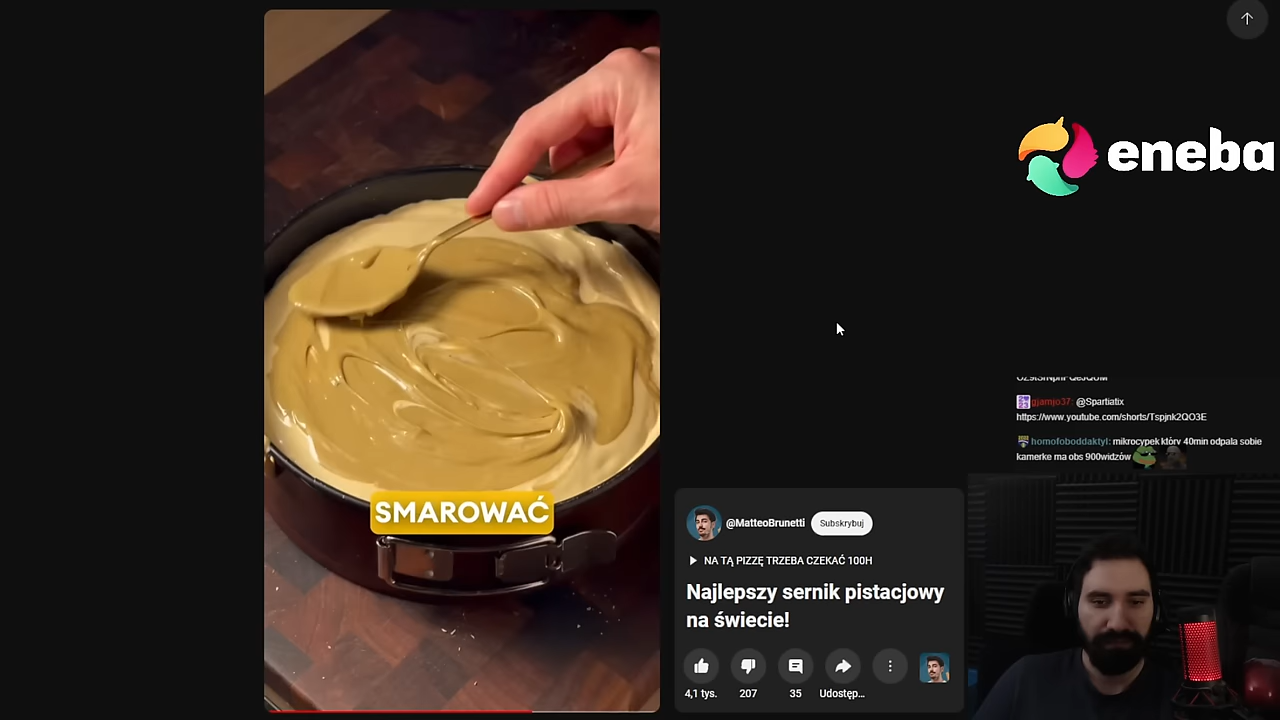 SMAROWAĆ
eneba
gjamjo37: @Spartiatix
https://www.youtube.com/shorts/Tspjnk2QO3E
homofoboddaktyl: mikrocypek który 40min odpala sobie
kamerke ma obs 900widzów
@MatteoBrunetti
Subskrybuj
NA TĄ PIZZĘ TRZEBA CZEKAĆ 100H
Najlepszy sernik pistacjowy
na świecie!
4,1 tys.
207
35
Udostęp...